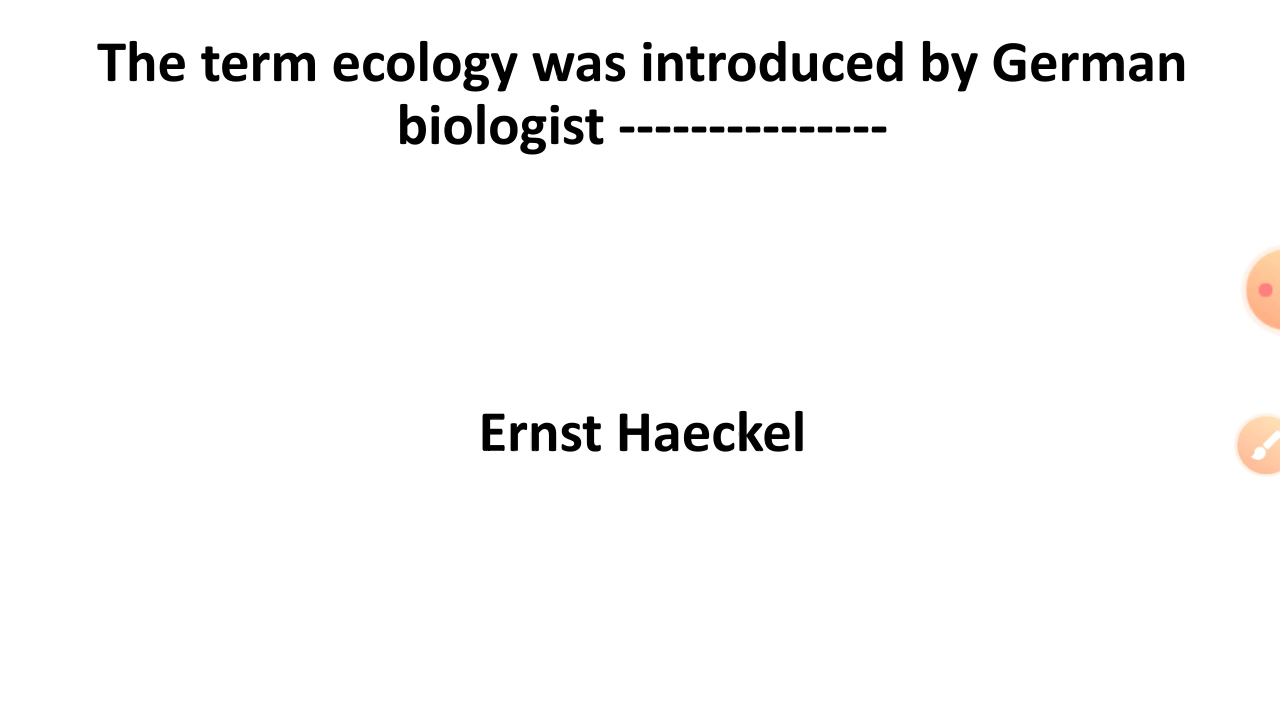 The term ecology was introduced by German
biologist ---------------
Ernst Haeckel